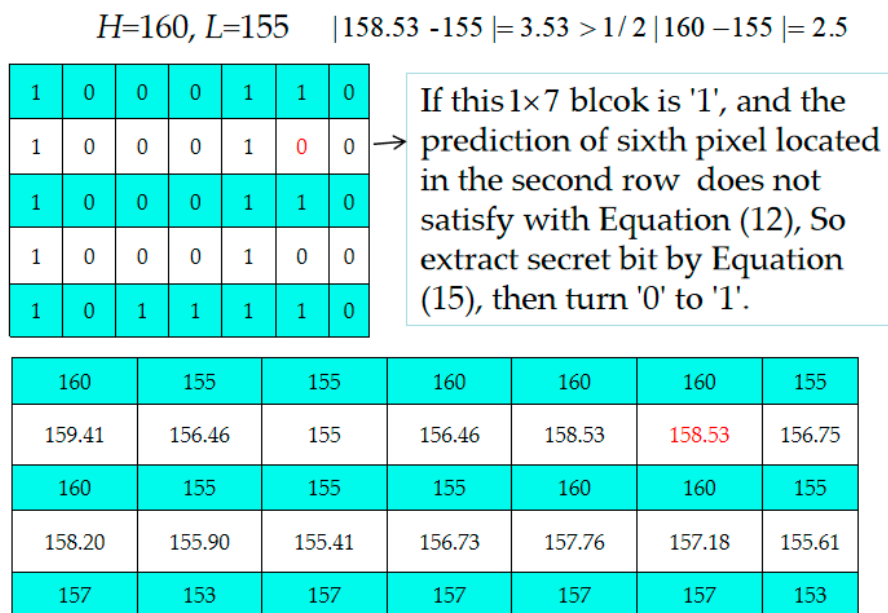 H=160, L=155 |158.53 -155 |= 3.53 > 1/ 2 |160 –155 |= 2.5
1 0 0 0 1 1 0
1 0 0 0 1 0 0
1 0 0 0 1 1 0
1 0 0 0 1 0 0
1 0 1 1 1 1 0
If this 1×7 blcok is '1', and the
prediction of sixth pixel located
in the second row does not
satisfy with Equation (12), So
extract secret bit by Equation
(15), then turn '0' to '1'.
160 155 155 160 160 160 155
159.41 156.46 155 156.46 158.53 158.53 156.75
160 155 155 155 160 160 155
158.20 155.90 155.41 156.73 157.76 157.18 155.61
157 153 157 157 157 157 153